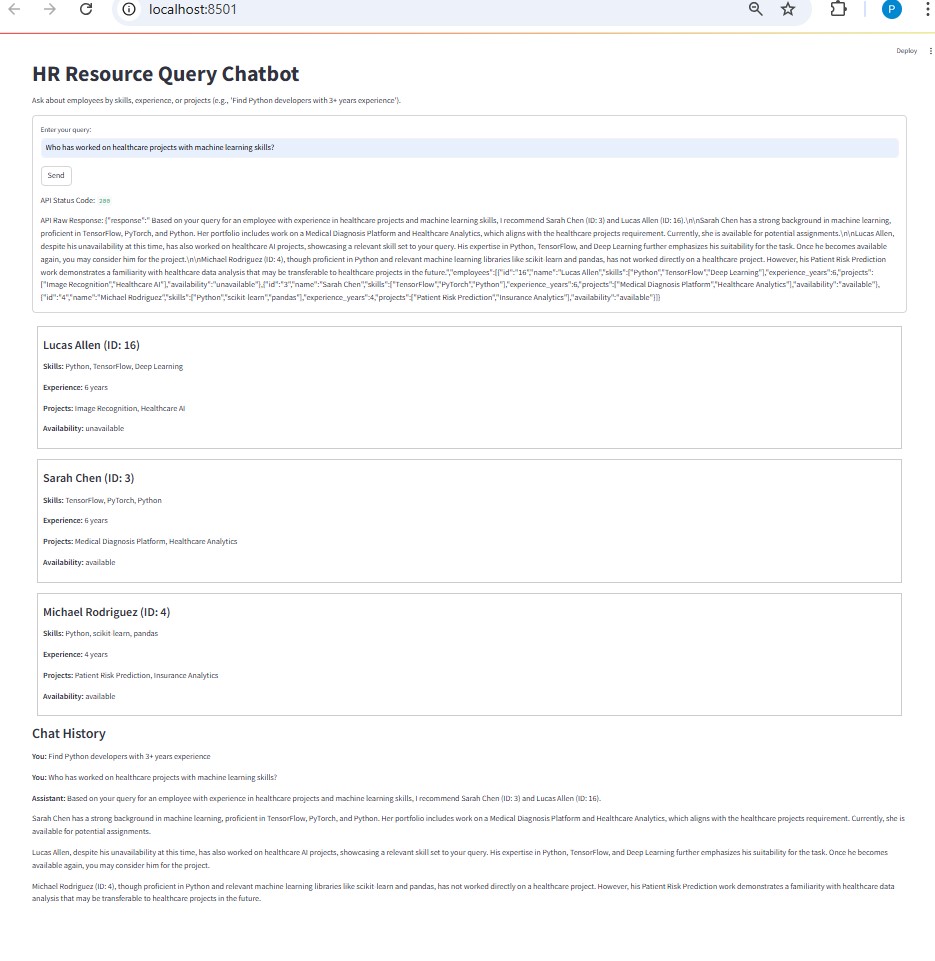 localhost:8501
P
Deploy
HR Resource Query Chatbot
Ask about employees by skills, experience, or projects (e.g., 'Find Python developers with 3+ years experience').
Enter your query:
Who has worked on healthcare projects with machine learning skills?
Send
API Status Code: 200
API Raw Response: {"response":" Based on your query for an employee with experience in healthcare projects and machine learning skills, I recommend Sarah Chen (ID: 3) and Lucas Allen (ID: 16).\n\nSarah Chen has a strong background in machine learning,
proficient in TensorFlow, PyTorch, and Python. Her portfolio includes work on a Medical Diagnosis Platform and Healthcare Analytics, which aligns with the healthcare projects requirement. Currently, she is available for potential assignments.\n\nLucas Allen,
despite his unavailability at this time, has also worked on healthcare AI projects, showcasing a relevant skill set to your query. His expertise in Python, TensorFlow, and Deep Learning further emphasizes his suitability for the task. Once he becomes available
again, you may consider him for the project.\n\nMichael Rodriguez (ID: 4), though proficient in Python and relevant machine learning libraries like scikit learn and pandas, has not worked directly on a healthcare project. However, his Patient Risk Prediction
work demonstrates a familiarity with healthcare data analysis that may be transferable to healthcare projects in the future.","employees":[{"id":"16","name":"Lucas Allen","skills":["Python","TensorFlow","Deep Learning"],"experience_years":6,"projects":
["Image Recognition","Healthcare AI"],"availability":"unavailable"},{"id":"3","name":"Sarah Chen","skills":["TensorFlow","PyTorch","Python"],"experience_years":6,"projects":["Medical Diagnosis Platform","Healthcare Analytics"],"availability":"available"},
{"id":"4","name":"Michael Rodriguez","skills":["Python","scikit learn","pandas"],"experience_years":4,"projects":["Patient Risk Prediction","Insurance Analytics"],"availability":"available"}]}
Lucas Allen (ID: 16)
Skills: Python, TensorFlow, Deep Learning
Experience: 6 years
Projects: Image Recognition, Healthcare AI
Availability: unavailable
Sarah Chen (ID: 3)
Skills: TensorFlow, PyTorch, Python
Experience: 6 years
Projects: Medical Diagnosis Platform, Healthcare Analytics
Availability: available
Michael Rodriguez (ID: 4)
Skills: Python, scikit learn, pandas
Experience: 4 years
Projects: Patient Risk Prediction, Insurance Analytics
Availability: available
Chat History
You: Find Python developers with 3+ years experience
You: Who has worked on healthcare projects with machine learning skills?
Assistant: Based on your query for an employee with experience in healthcare projects and machine learning skills, I recommend Sarah Chen (ID: 3) and Lucas Allen (ID: 16).
Sarah Chen has a strong background in machine learning, proficient in TensorFlow, PyTorch, and Python. Her portfolio includes work on a Medical Diagnosis Platform and Healthcare Analytics, which aligns with the healthcare projects requirement. Currently, she is
available for potential assignments.
Lucas Allen, despite his unavailability at this time, has also worked on healthcare AI projects, showcasing a relevant skill set to your query. His expertise in Python, TensorFlow, and Deep Learning further emphasizes his suitability for the task. Once he becomes
available again, you may consider him for the project.
Michael Rodriguez (ID: 4), though proficient in Python and relevant machine learning libraries like scikit learn and pandas, has not worked directly on a healthcare project. However, his Patient Risk Prediction work demonstrates a familiarity with healthcare data
analysis that may be transferable to healthcare projects in the future.